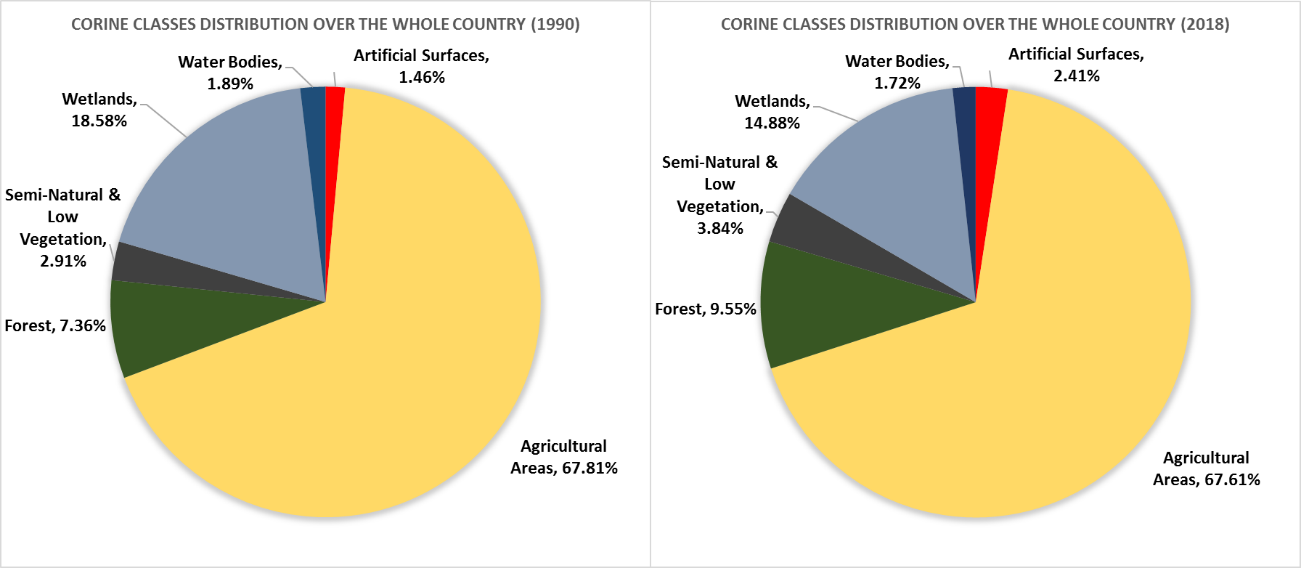 CORINE CLASSES DISTRIBUTION OVER THE WHOLE COUNTRY (1990)
Water Bodies,
1.89%
Artificial Surfaces,
1.46%
Wetlands,
18.58%
Semi-Natural &
Low
Vegetation,
2.91%
Forest, 7.36%
Agricultural
Areas, 67.81%
CORINE CLASSES DISTRIBUTION OVER THE WHOLE COUNTRY (2018)
Water Bodies,
1.72%
Artificial Surfaces,
2.41%
Wetlands,
14.88%
Semi-Natural &
Low
Vegetation,
3.84%
Forest, 9.55%
Agricultural
Areas, 67.61%